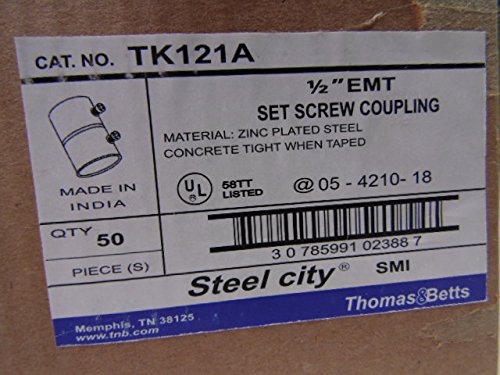 CAT. NO. TK121A
½" EMT
SET SCREW COUPLING
MATERIAL: ZINC PLATED STEEL
CONCRETE TIGHT WHEN TAPED
MADE IN
INDIA
UL
®
58TT
LISTED
@ 05 - 4210- 18
QTY 50
PIECE (S)
3 0 785991 02388 7
Steel city® SMI
Thomas&Betts
Memphis, TN 38125
www.tnb.com